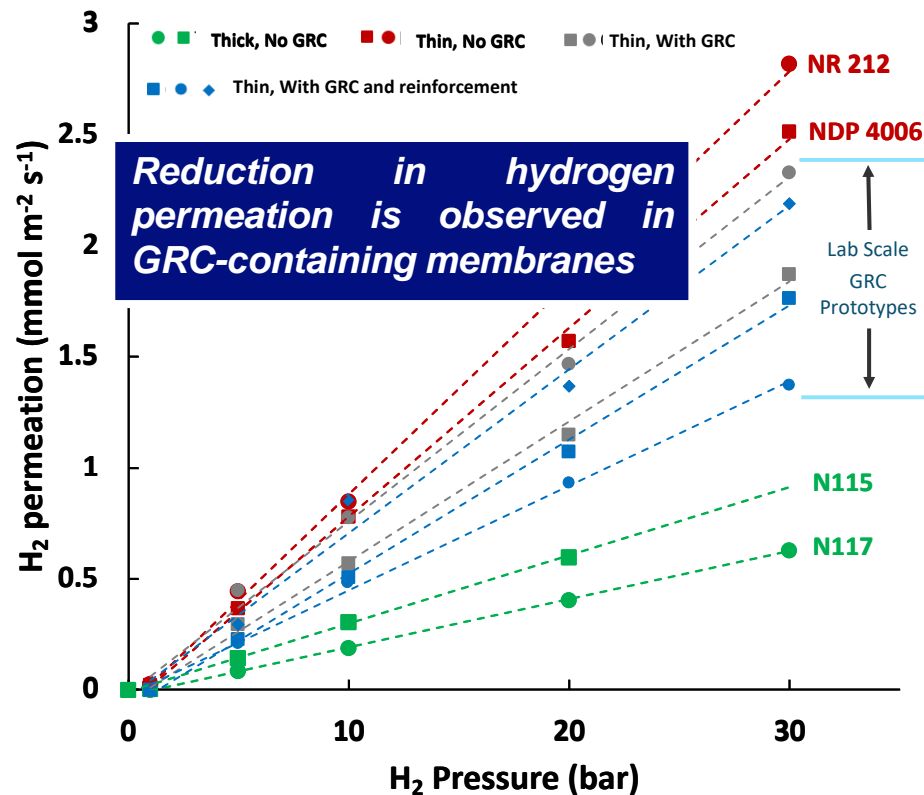 3
Thick, No GRC
Thin, No GRC
Thin, With GRC
Thin, With GRC and reinforcement
NR 212
2.5
NDP 4006
Reduction in hydrogen
permeation is observed in
GRC-containing membranes
2
Lab Scale
GRC
Prototypes
1.5
1
N115
N117
0.5
0
0
10
20
30
H₂ permeation (mmol m⁻² s⁻¹)
H₂ Pressure (bar)